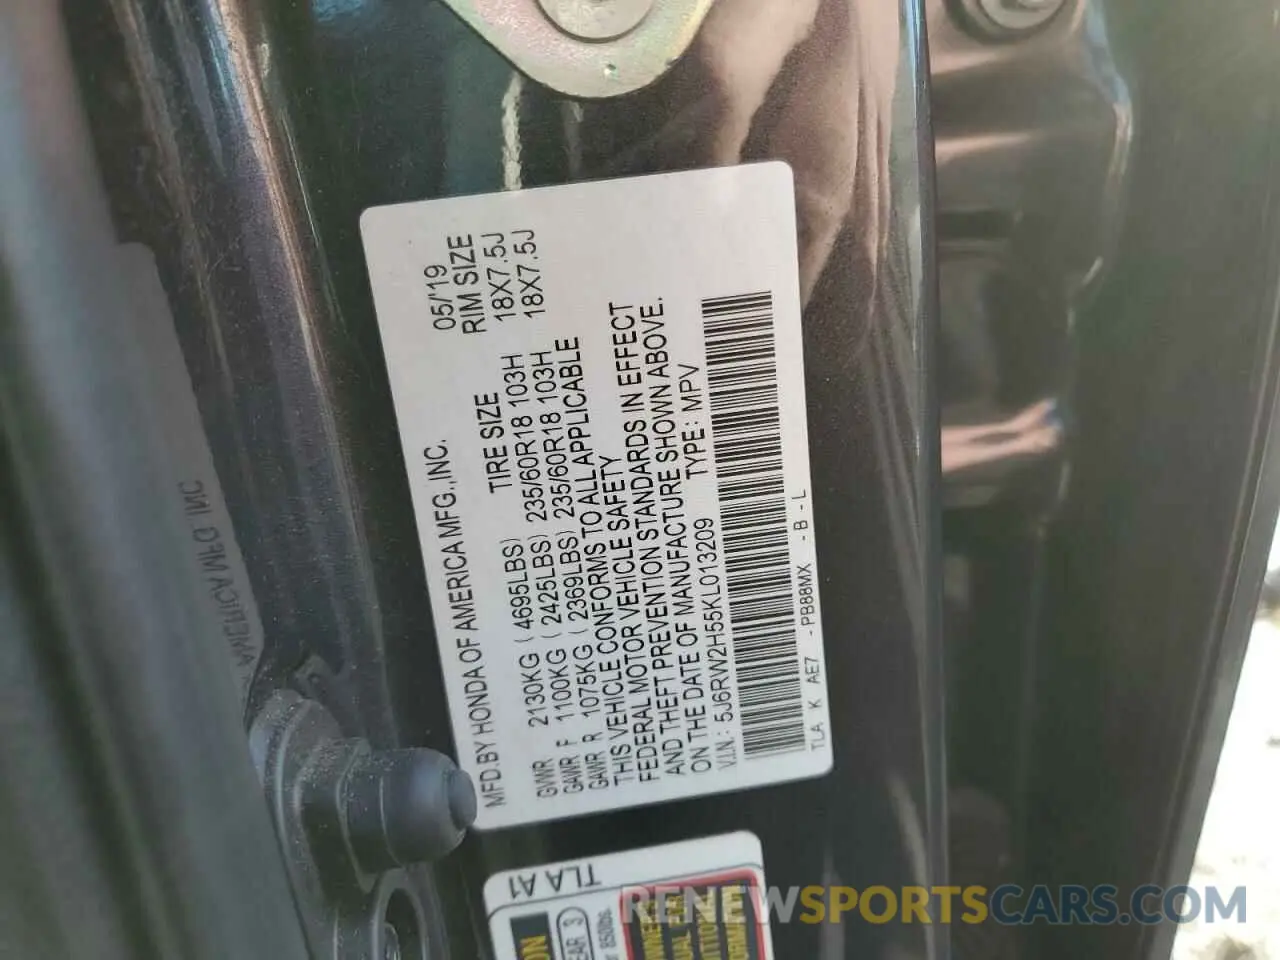 MFD. BY HONDA OF AMERICA MFG., INC. 05/'19
TIRE SIZE RIM SIZE
GVWR 2130KG ( 4695LBS)
GAWR F 1100KG ( 2425LBS) 235/60R18 103H 18X7.5J
GAWR R 1075KG ( 2369LBS) 235/60R18 103H 18X7.5J
THIS VEHICLE CONFORMS TO ALL APPLICABLE
FEDERAL MOTOR VEHICLE SAFETY
AND THEFT PREVENTION STANDARDS IN EFFECT
ON THE DATE OF MANUFACTURE SHOWN ABOVE.
V.I.N.: 5J6RW2H55KL013209 TYPE: MPV
TLA K AE7 - PB88MX - B - L
TLA A1
850lbs.
RENEWSPORTSCARS.COM